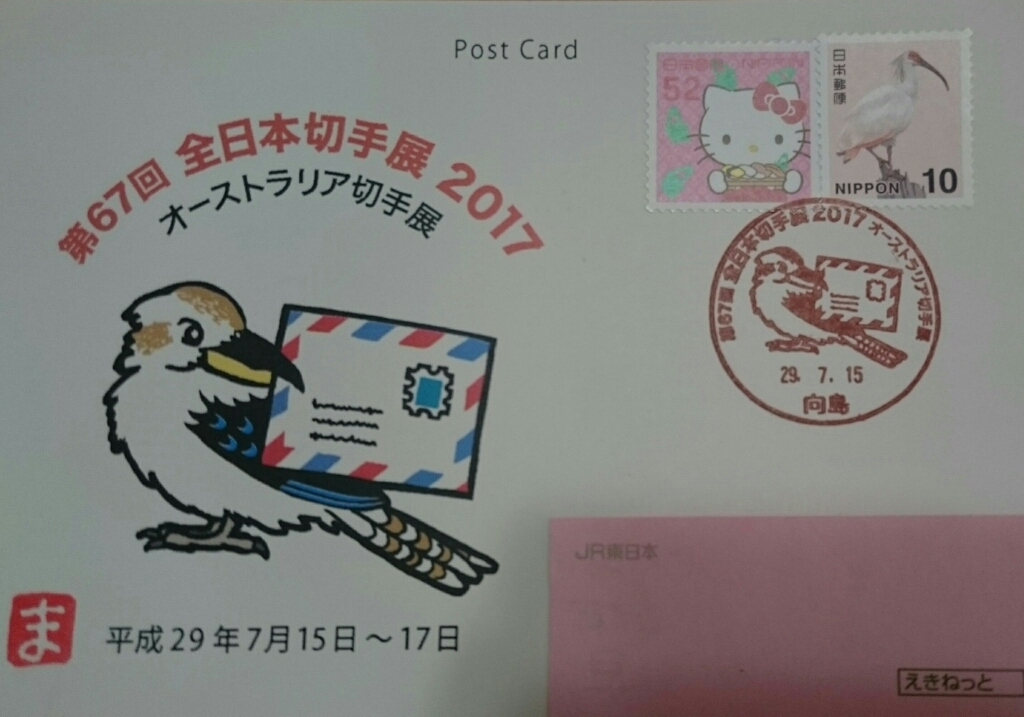 Post Card
第67回 全日本切手展 2017
オーストラリア切手展
日本郵便 NIPPON
52
日本郵便
NIPPON 10
第67回 全日本切手展2017 オーストラリア切手展
29. 7. 15
向島
JR東日本
ま
平成29年7月15日～17日
えきねっと